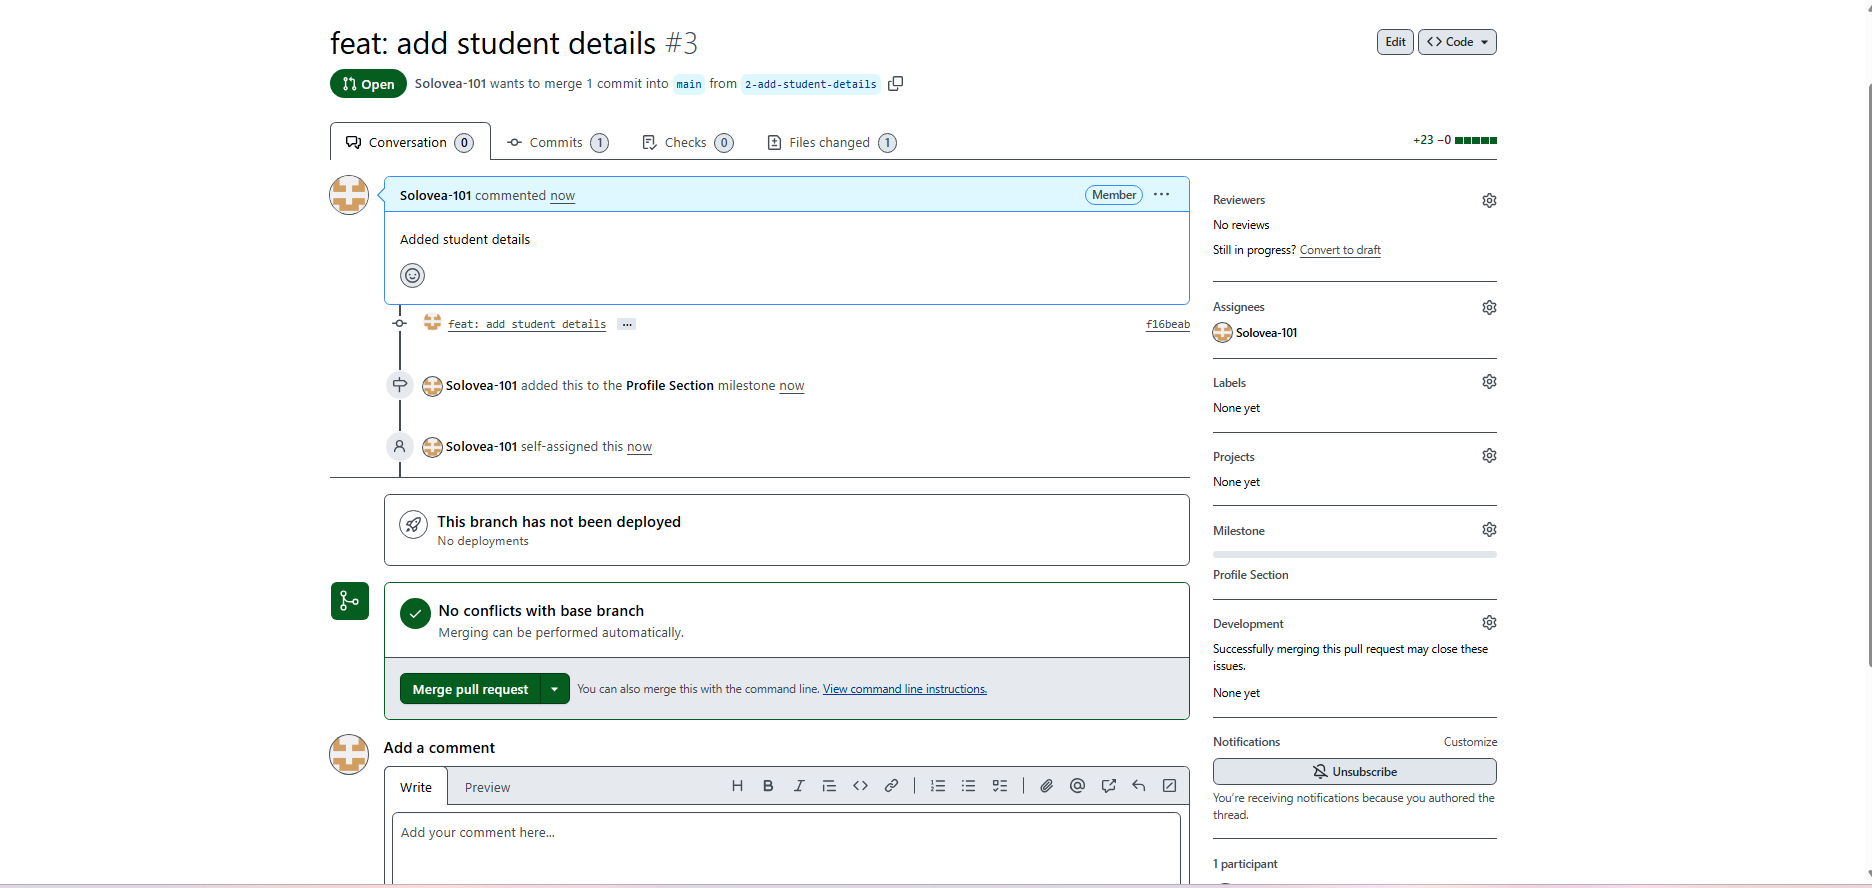 feat: add student details #3
Edit
Code
Open
Solovea-101 wants to merge 1 commit into main from 2-add-student-details
Conversation 0
Commits 1
Checks 0
Files changed 1
+23 −0
Solovea-101 commented now
Member
Added student details
feat: add student details
f16beab
Solovea-101 added this to the Profile Section milestone now
Solovea-101 self-assigned this now
This branch has not been deployed
No deployments
No conflicts with base branch
Merging can be performed automatically.
Merge pull request
You can also merge this with the command line. View command line instructions.
Add a comment
Write
Preview
Add your comment here...
Reviewers
No reviews
Still in progress? Convert to draft
Assignees
Solovea-101
Labels
None yet
Projects
None yet
Milestone
Profile Section
Development
Successfully merging this pull request may close these
issues.
None yet
Notifications
Customize
Unsubscribe
You're receiving notifications because you authored the
thread.
1 participant